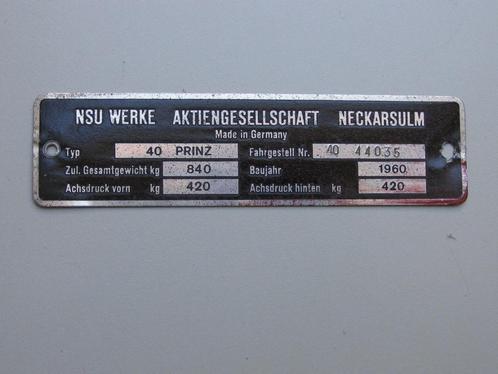 NSU WERKE AKTIENGESELLSCHAFT NECKARSULM
Made in Germany
Typ 40 PRINZ Fahrgestell Nr. 40 44035
Zul. Gesamtgewicht kg 840 Baujahr 1960
Achsdruck vorn kg 420 Achsdruck hinten kg 420